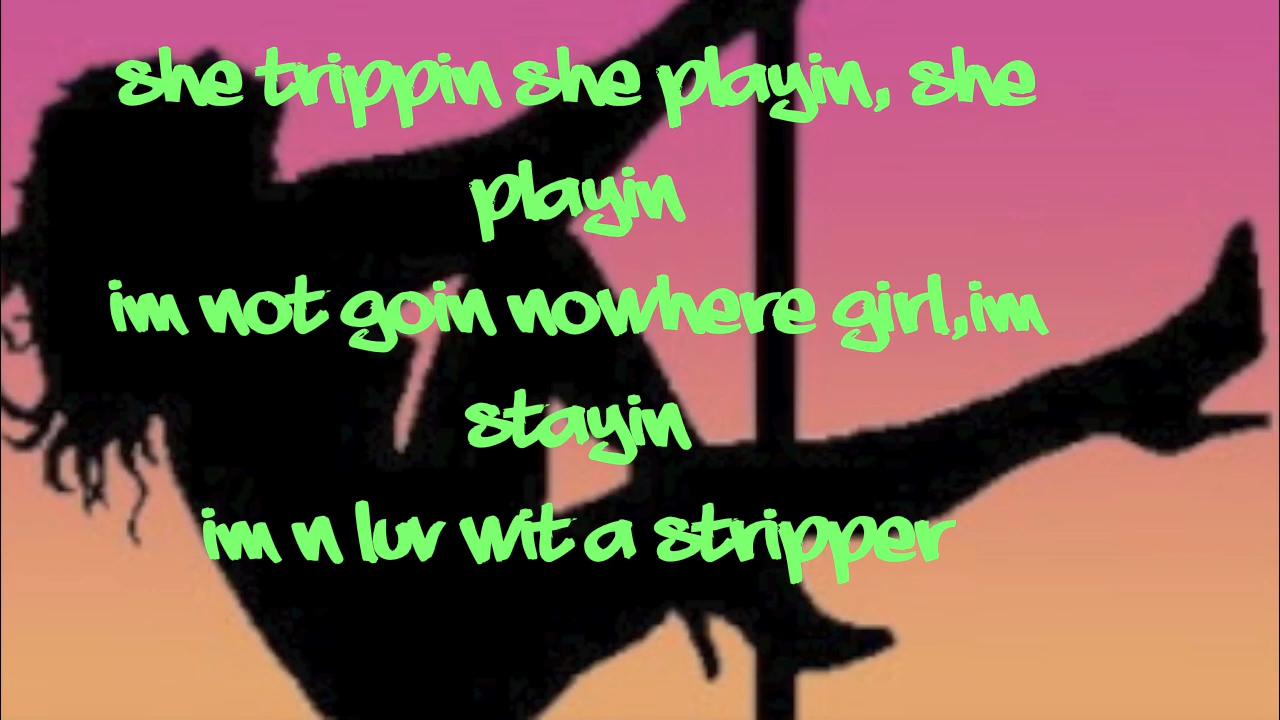 she trippin she playin, she
playin
im not goin nowhere girl,im
stayin
im n luv wit a stripper